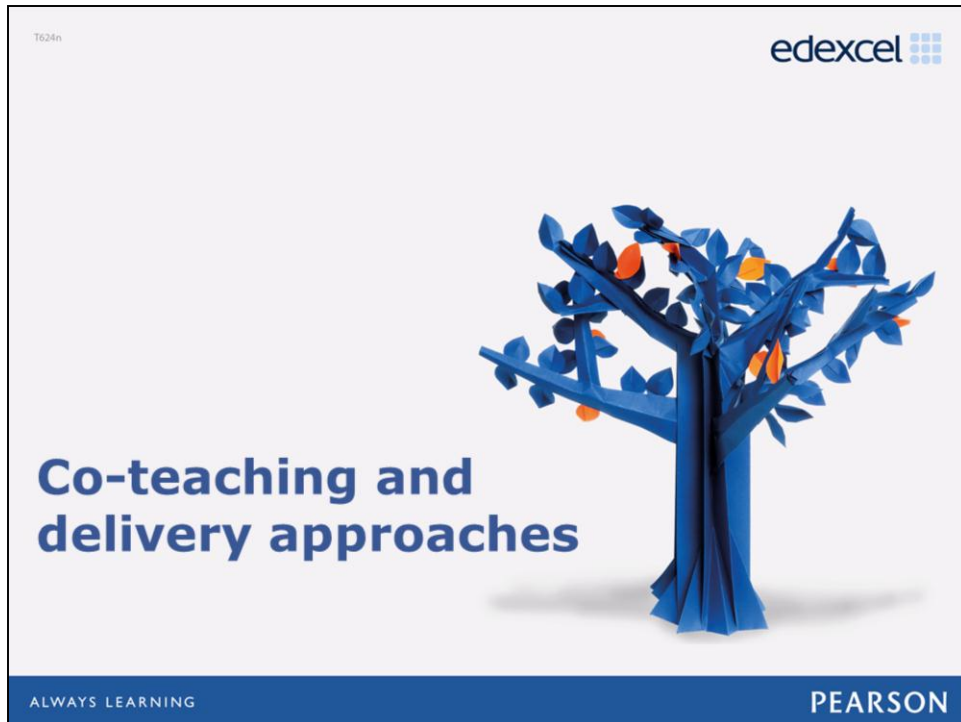 T624n
edexcel
Co-teaching and
delivery approaches
ALWAYS LEARNING
PEARSON